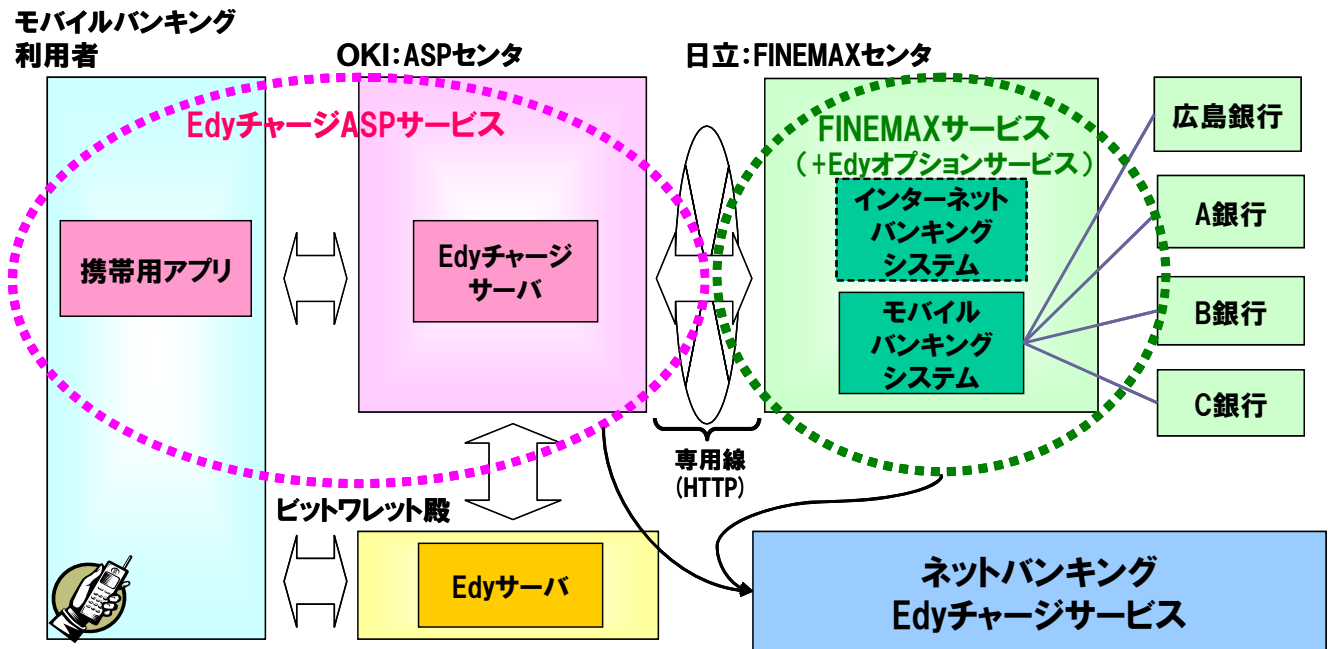 モバイルバンキング
利用者
OKI:ASPセンタ
日立:FINEMAXセンタ
EdyチャージASPサービス
FINEMAXサービス
(+Edyオプションサービス)
携帯用アプリ
Edyチャージ
サーバ
インターネット
バンキング
システム
モバイル
バンキング
システム
広島銀行
A銀行
B銀行
C銀行
専用線
(HTTP)
ビットワレット殿
Edyサーバ
ネットバンキング
Edyチャージサービス